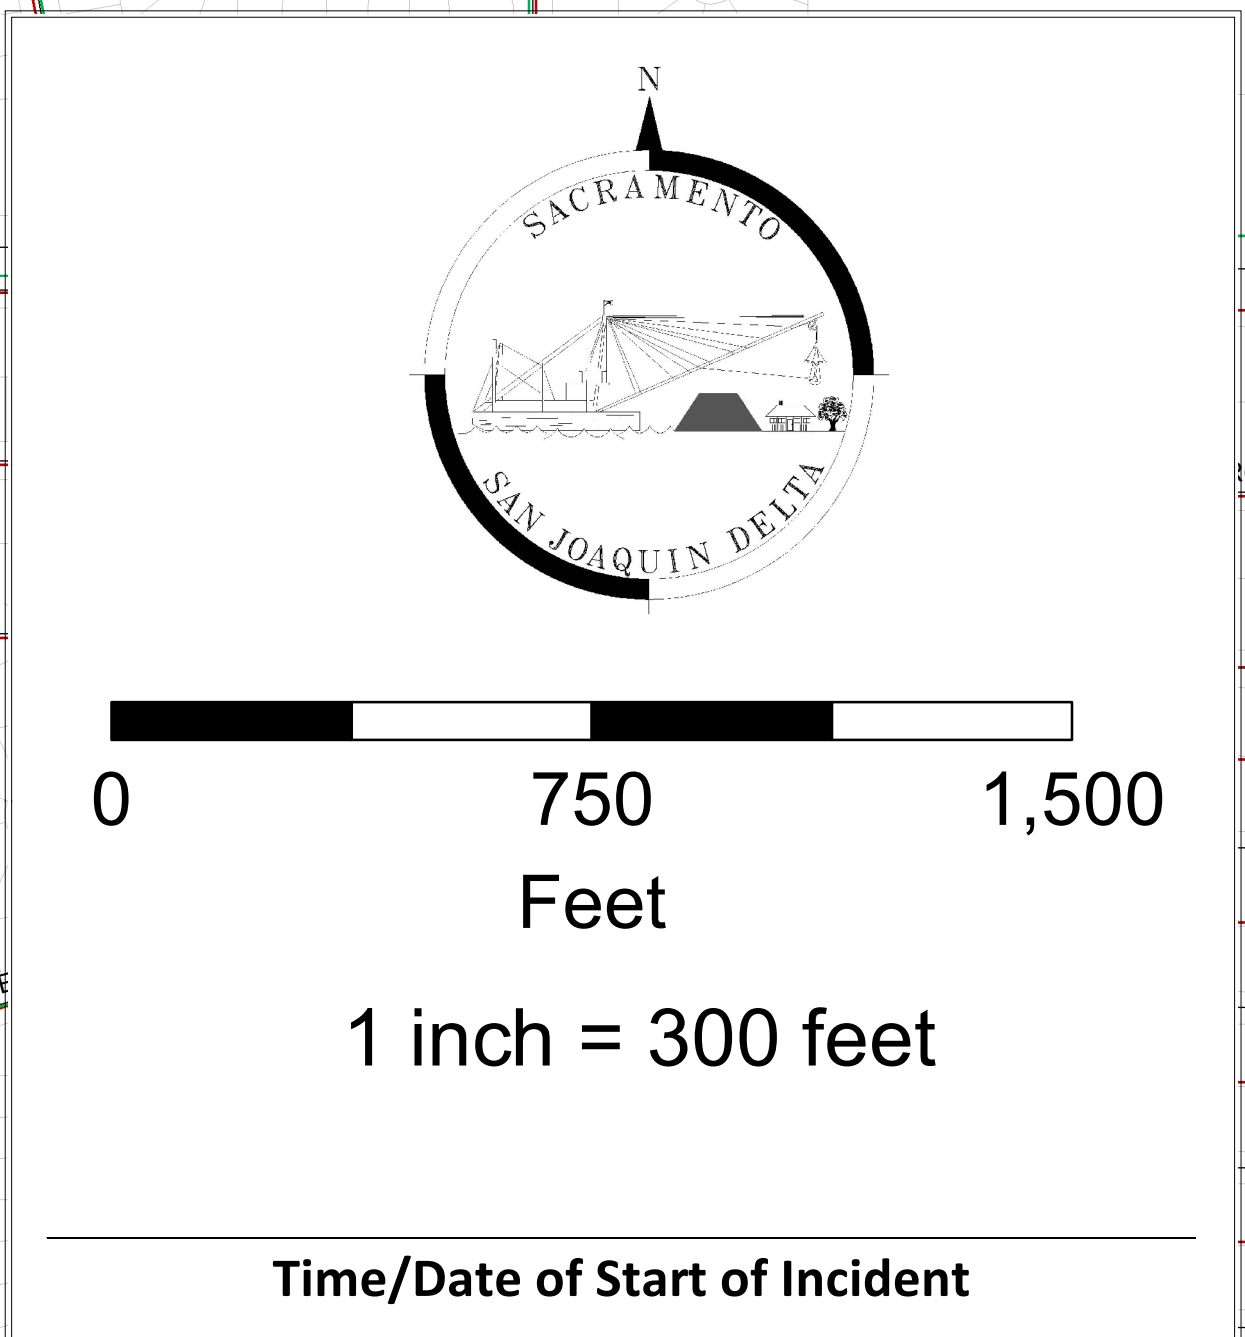 N
SACRAMENTO
SAN JOAQUIN DELTA
0 750 1,500
Feet
1 inch = 300 feet
Time/Date of Start of Incident